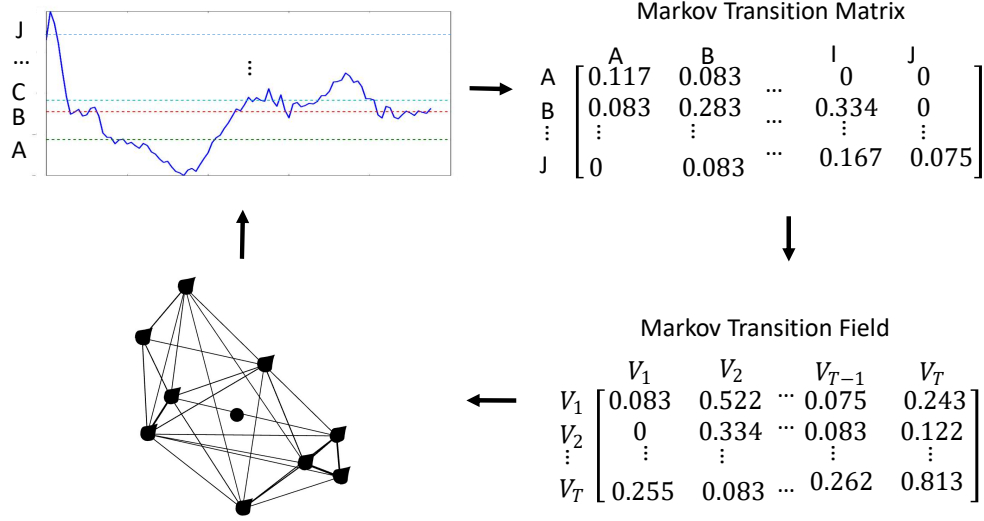 J
...
C
B
A
⋮
Markov Transition Matrix
A B I J
A 0.117 0.083 ... 0 0
B 0.083 0.283 ... 0.334 0
⋮ ⋮ ⋮ ⋮ ⋮
J 0 0.083 ... 0.167 0.075
Markov Transition Field
V₁ V₂ V_{T−1} V_T
V₁ 0.083 0.522 ... 0.075 0.243
V₂ 0 0.334 ... 0.083 0.122
⋮ ⋮ ⋮ ⋮ ⋮
V_T 0.255 0.083 ... 0.262 0.813